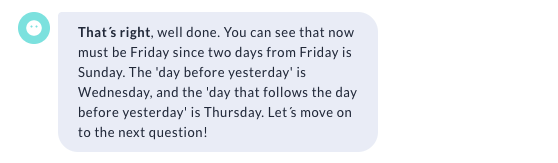 That´s right, well done. You can see that now
must be Friday since two days from Friday is
Sunday. The 'day before yesterday' is
Wednesday, and the 'day that follows the day
before yesterday' is Thursday. Let´s move on
to the next question!